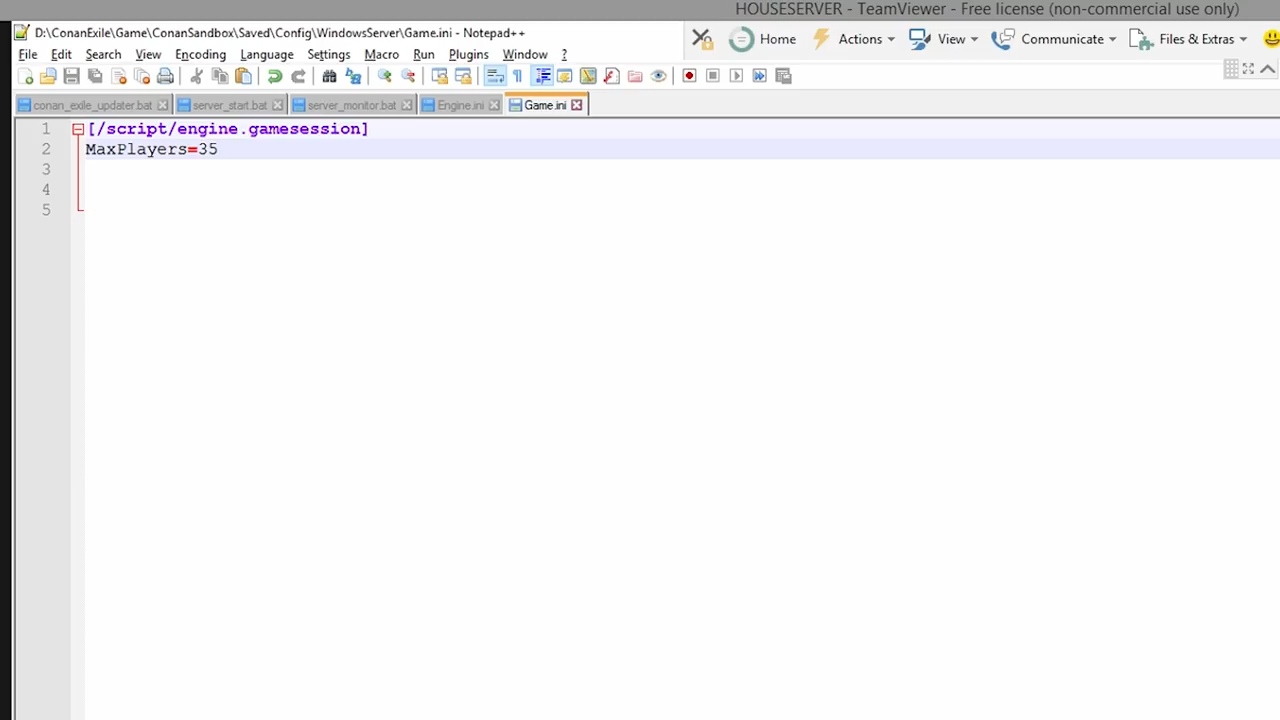 HOUSESERVER - TeamViewer - Free license (non-commercial use only)
D:\ConanExile\Game\ConanSandbox\Saved\Config\WindowsServer\Game.ini - Notepad++
Home Actions View Communicate Files & Extras
File Edit Search View Encoding Language Settings Macro Run Plugins Window ?
conan_exile_updater.bat server_start.bat server_monitor.bat Engine.ini Game.ini
1 [/script/engine.gamesession]
2 MaxPlayers=35
3
4
5